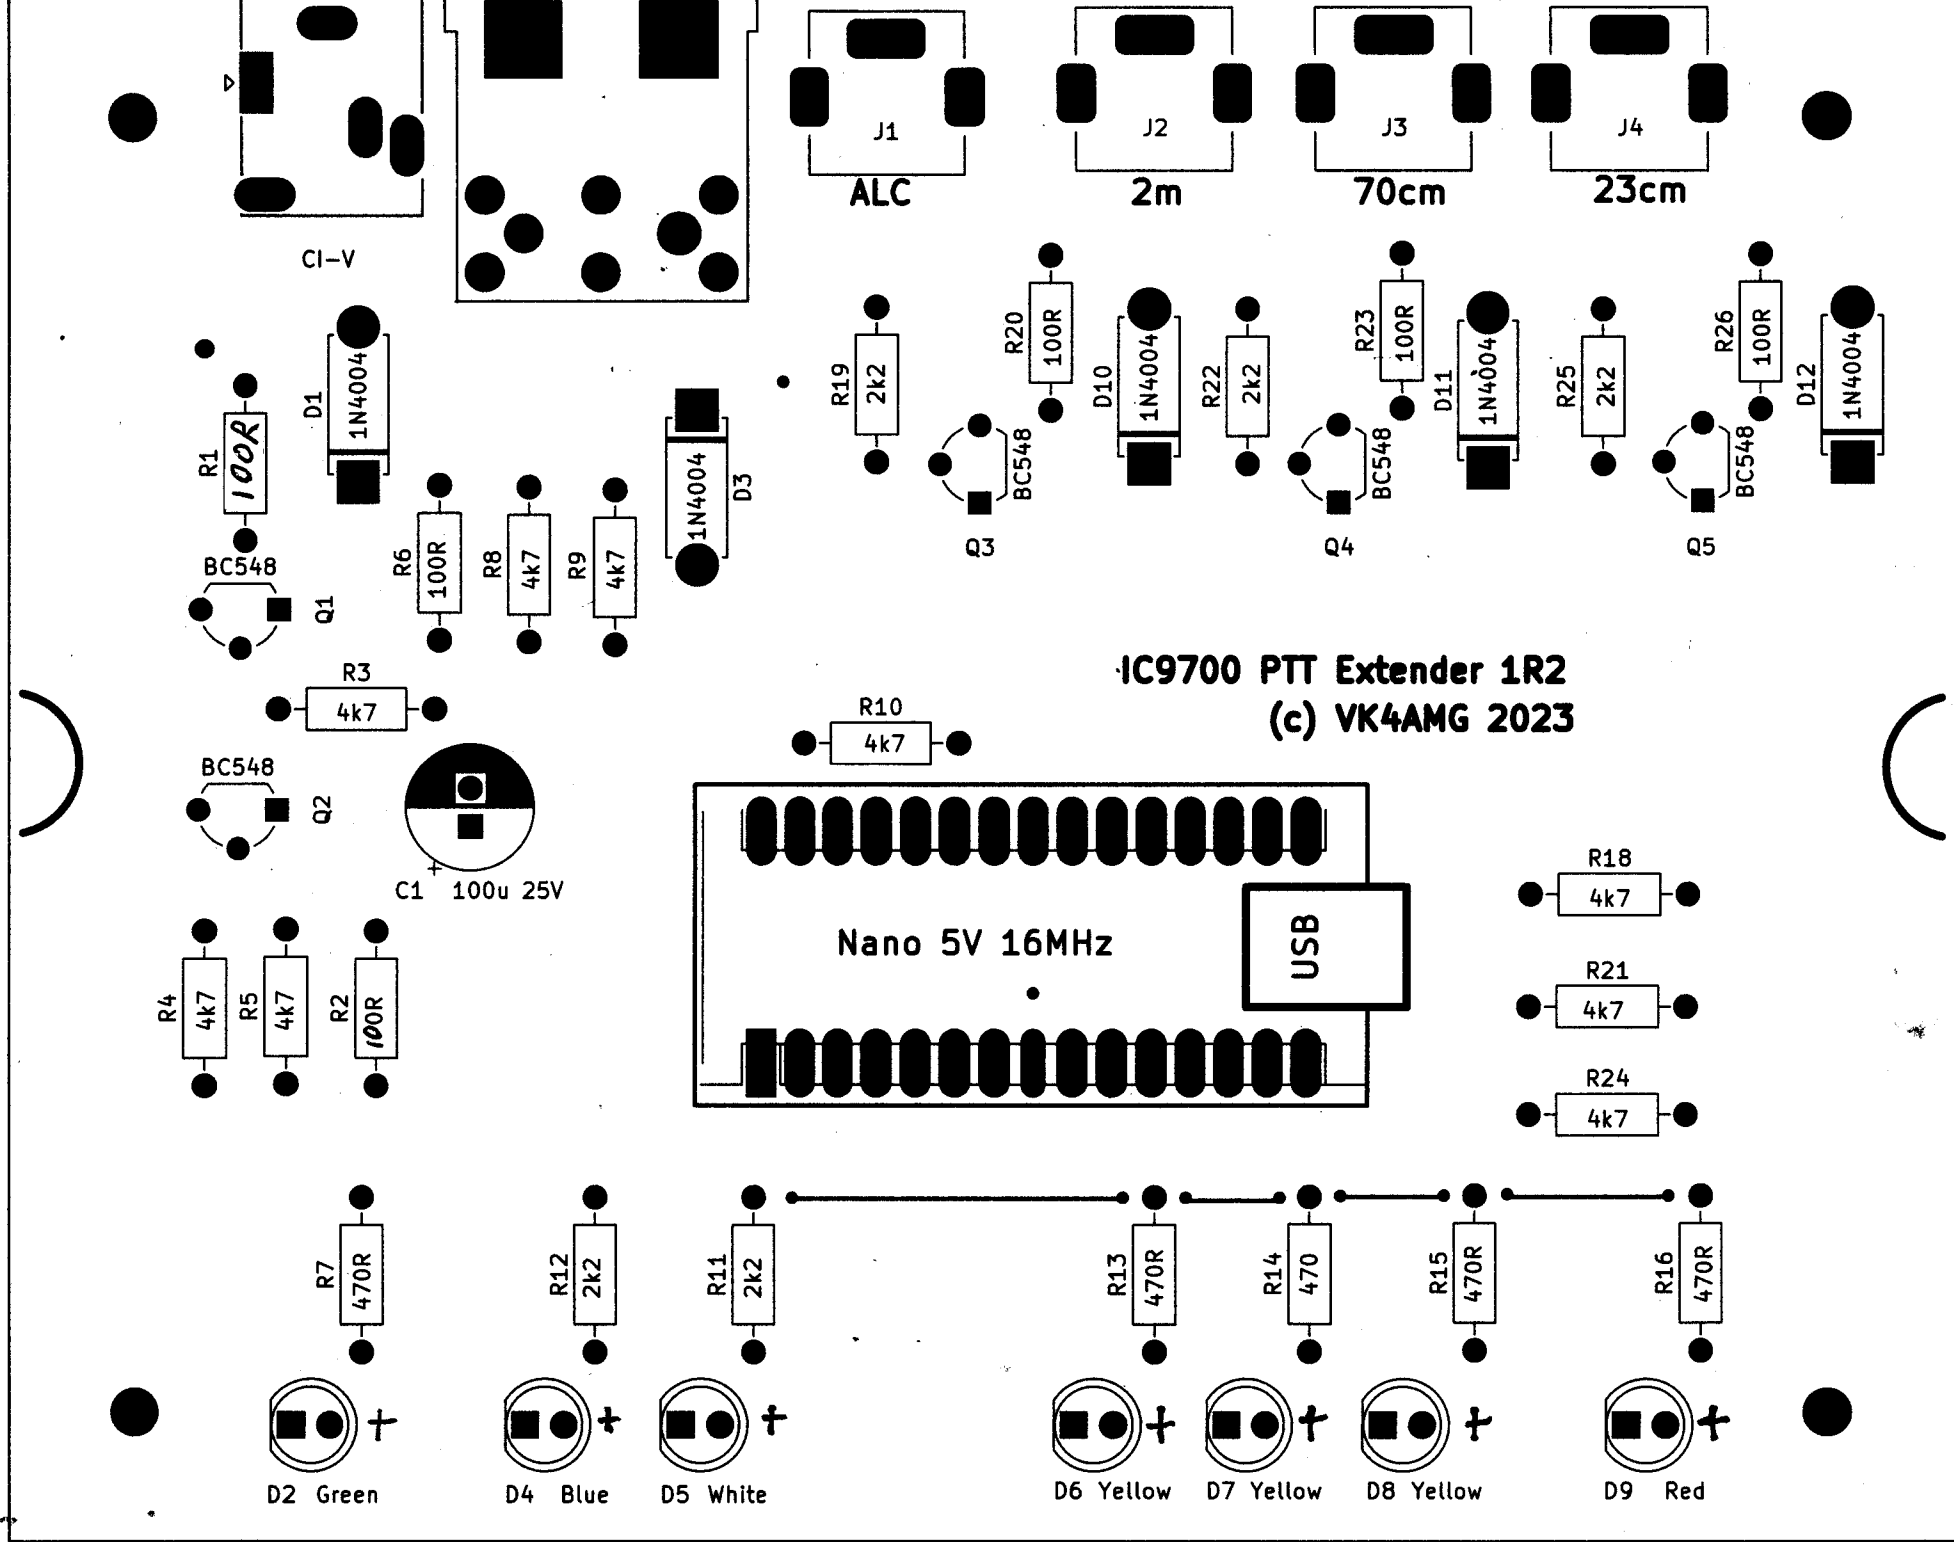 J1
J2
J3
J4
ALC
2m
70cm
23cm
CI-V
D1
1N4004
R1
100R
R19
2k2
R20
100R
D10
1N4004
R22
2k2
R23
100R
D11
1N4004
R25
2k2
R26
100R
D12
1N4004
BC548
Q3
BC548
Q4
BC548
Q5
1N4004
D3
R6
100R
R8
4k7
R9
4k7
BC548
Q1
R3
4k7
IC9700 PTT Extender 1R2
(c) VK4AMG 2023
R10
4k7
BC548
Q2
+
C1 100u 25V
Nano 5V 16MHz
USB
R18
4k7
R21
4k7
R24
4k7
R4
4k7
R5
4k7
R2
100R
R7
470R
R12
2k2
R11
2k2
R13
470R
R14
470
R15
470R
R16
470R
+
+
+
+
+
+
+
D2 Green
D4 Blue
D5 White
D6 Yellow
D7 Yellow
D8 Yellow
D9 Red